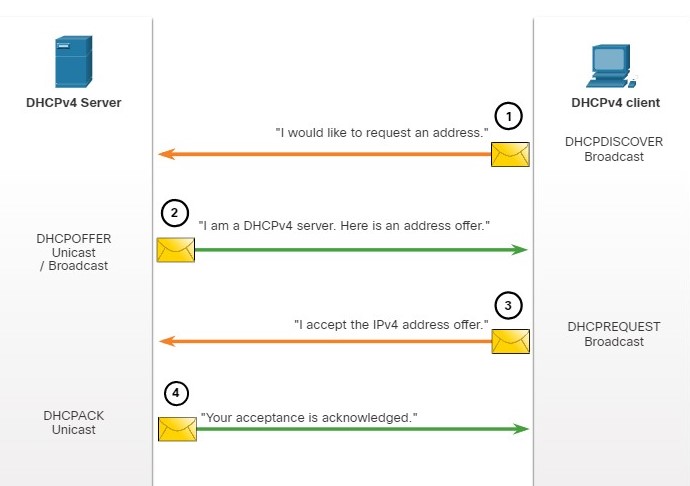 DHCPv4 Server
DHCPv4 client
1
"I would like to request an address."
DHCPDISCOVER
Broadcast
2
"I am a DHCPv4 server. Here is an address offer."
DHCPOFFER
Unicast
/ Broadcast
3
"I accept the IPv4 address offer."
DHCPREQUEST
Broadcast
4
"Your acceptance is acknowledged."
DHCPACK
Unicast